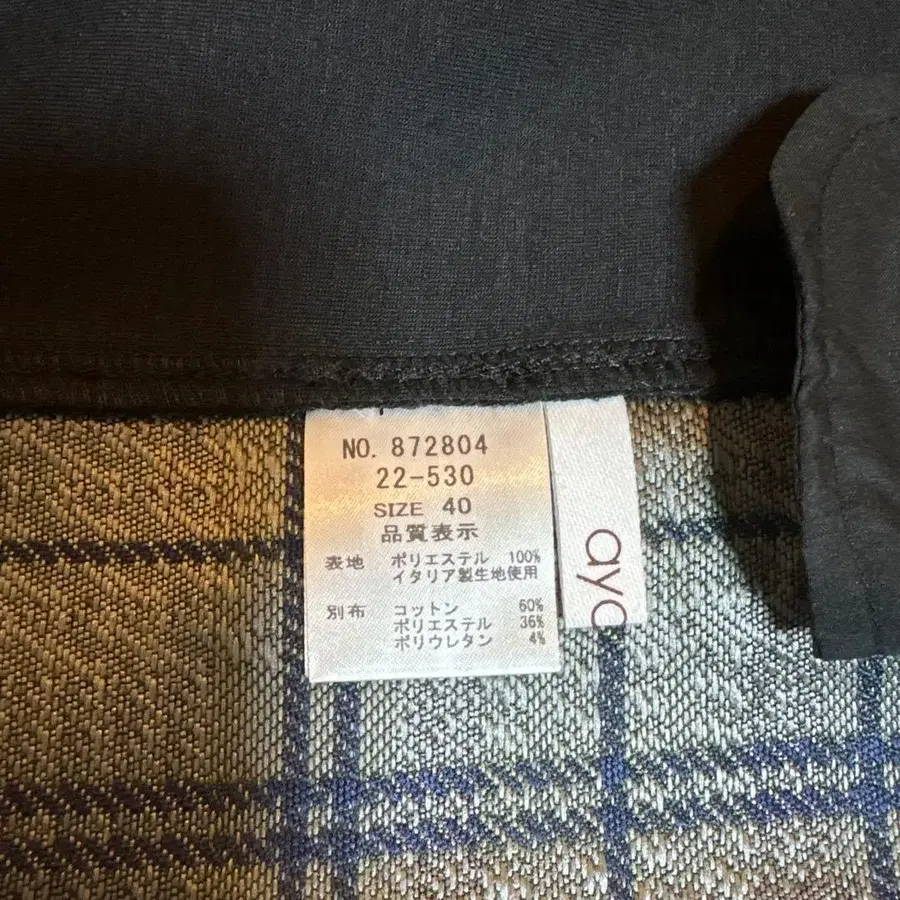 NO. 872804
22-530
SIZE 40
品質表示
表地 ポリエステル 100%
イタリア製生地使用
別布 コットン 60%
ポリエステル 36%
ポリウレタン 4%